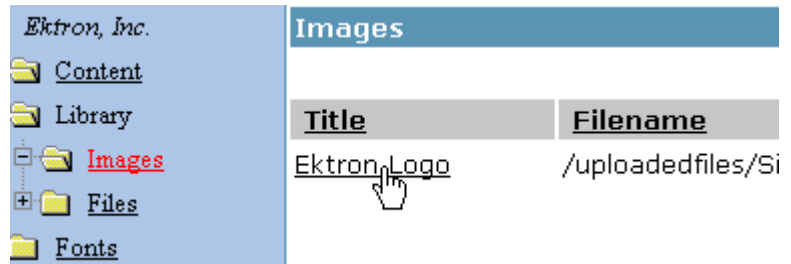 Ektron, Inc.
Content
Library
Images
Files
Fonts
Images
Title Filename
Ektron Logo /uploadedfiles/Si